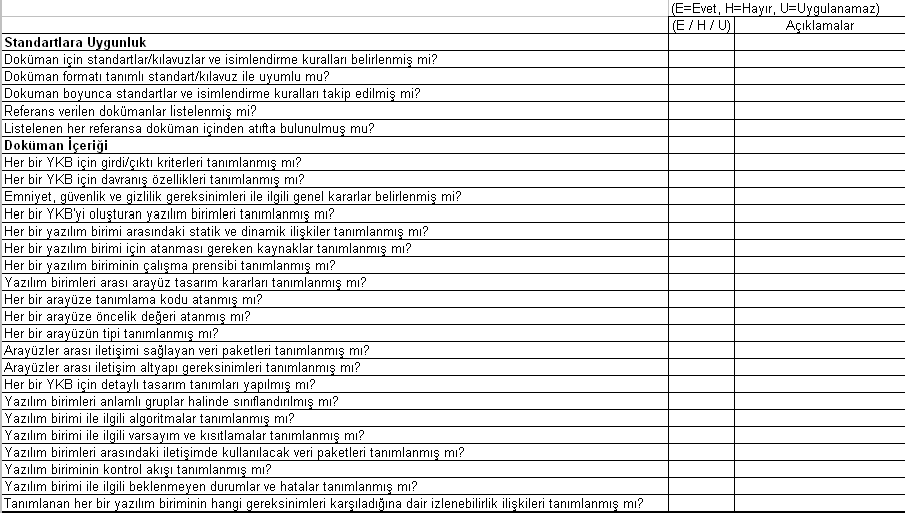 (E=Evet, H=Hayır, U=Uygulanamaz)
(E / H / U) Açıklamalar
Standartlara Uygunluk
Doküman için standartlar/kılavuzlar ve isimlendirme kuralları belirlenmiş mi?
Doküman formatı tanımlı standart/kılavuz ile uyumlu mu?
Dokuman boyunca standartlar ve isimlendirme kuralları takip edilmiş mi?
Referans verilen dokümanlar listelenmiş mi?
Listelenen her referansa doküman içinden atıfta bulunulmuş mu?
Doküman İçeriği
Her bir YKB için girdi/çıktı kriterleri tanımlanmış mı?
Her bir YKB için davranış özellikleri tanımlanmış mı?
Emniyet, güvenlik ve gizlilik gereksinimleri ile ilgili genel kararlar belirlenmiş mi?
Her bir YKB'yi oluşturan yazılım birimleri tanımlanmış mı?
Her bir yazılım birimi arasındaki statik ve dinamik ilişkiler tanımlanmış mı?
Her bir yazılım birimi için atanması gereken kaynaklar tanımlanmış mı?
Her bir yazılım biriminin çalışma prensibi tanımlanmış mı?
Yazılım birimleri arası arayüz tasarım kararları tanımlanmış mı?
Her bir arayüze tanımlama kodu atanmış mı?
Her bir arayüze öncelik değeri atanmış mı?
Her bir arayüzün tipi tanımlanmış mı?
Arayüzler arası iletişimi sağlayan veri paketleri tanımlanmış mı?
Arayüzler arası iletişim altyapı gereksinimleri tanımlanmış mı?
Her bir YKB için detaylı tasarım tanımları yapılmış mı?
Yazılım birimleri anlamlı gruplar halinde sınıflandırılmış mı?
Yazılım birimi ile ilgili algoritmalar tanımlanmış mı?
Yazılım birimi ile ilgili varsayım ve kısıtlamalar tanımlanmış mı?
Yazılım birimleri arasındaki iletişimde kullanılacak veri paketleri tanımlanmış mı?
Yazılım biriminin kontrol akışı tanımlanmış mı?
Yazılım birimi ile ilgili beklenmeyen durumlar ve hatalar tanımlanmış mı?
Tanımlanan her bir yazılım biriminin hangi gereksinimleri karşıladığına dair izlenebilirlik ilişkileri tanımlanmış mı?